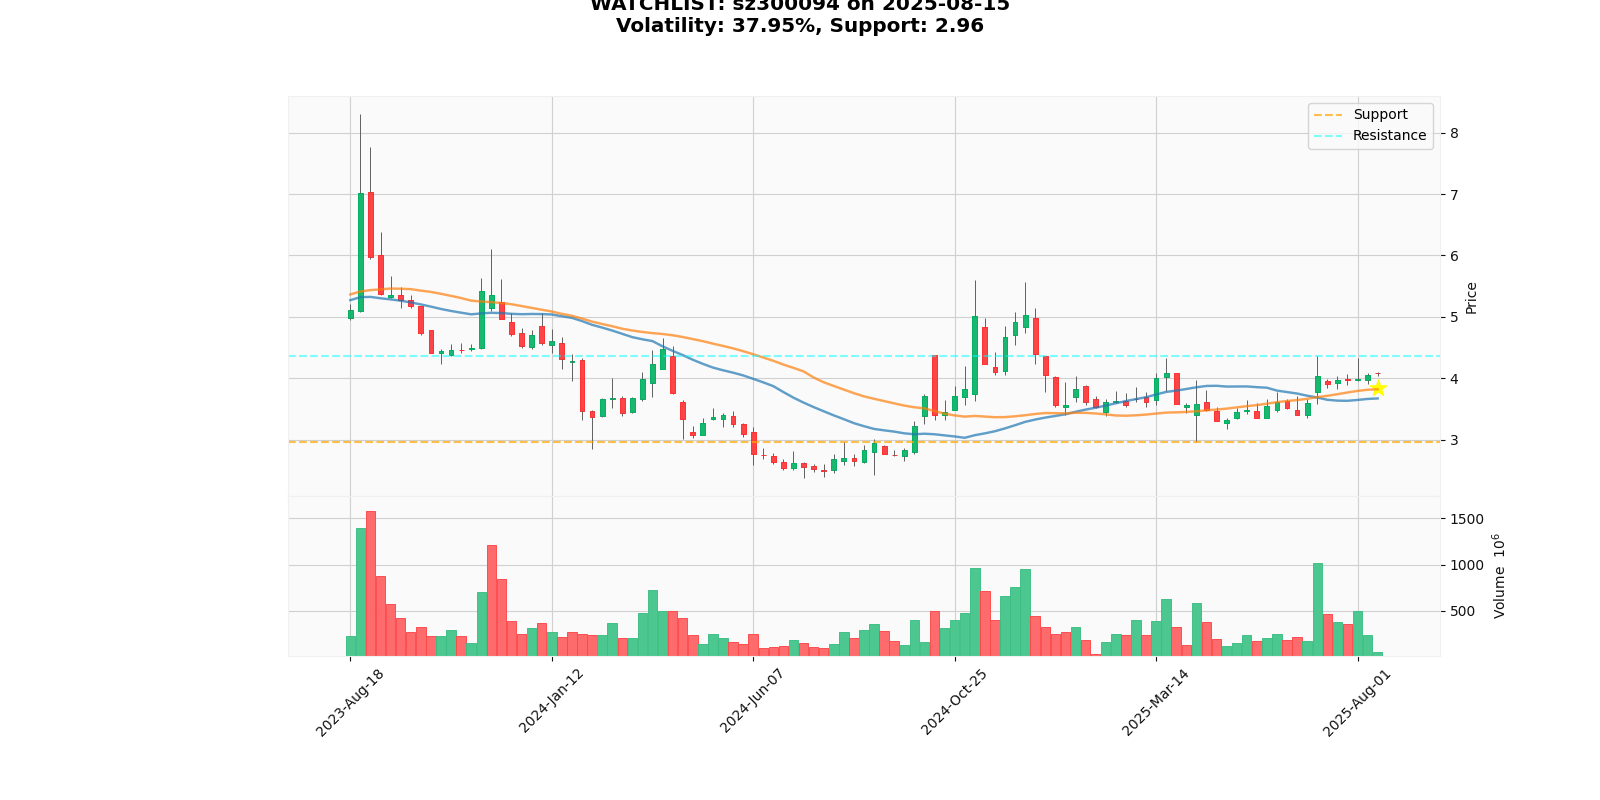 WATCHLIST: sz300094 on 2025-08-15
Volatility: 37.95%, Support: 2.96
Support
Resistance
8
7
6
5
4
3
Price
1500
1000
500
Volume 10^6
2023-Aug-18
2024-Jan-12
2024-Jun-07
2024-Oct-25
2025-Mar-14
2025-Aug-01